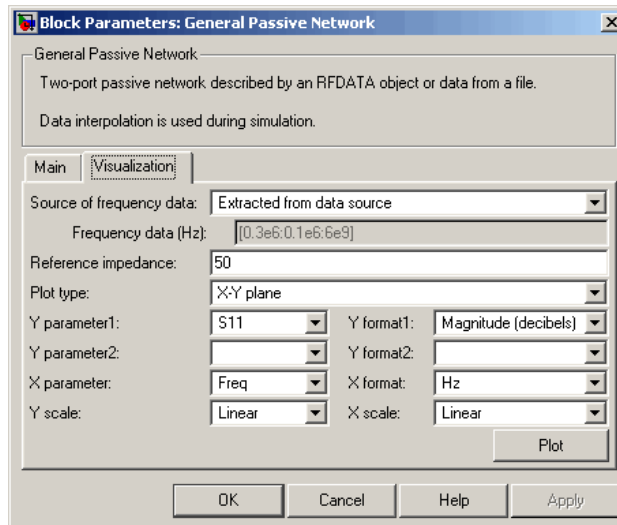 Block Parameters: General Passive Network
General Passive Network
Two-port passive network described by an RFDATA object or data from a file.
Data interpolation is used during simulation.
Main Visualization
Source of frequency data: Extracted from data source
Frequency data (Hz): [0.3e6:0.1e6:6e9]
Reference impedance: 50
Plot type: X-Y plane
Y parameter1: S11 Y format1: Magnitude (decibels)
Y parameter2: Y format2:
X parameter: Freq X format: Hz
Y scale: Linear X scale: Linear
Plot
OK Cancel Help Apply